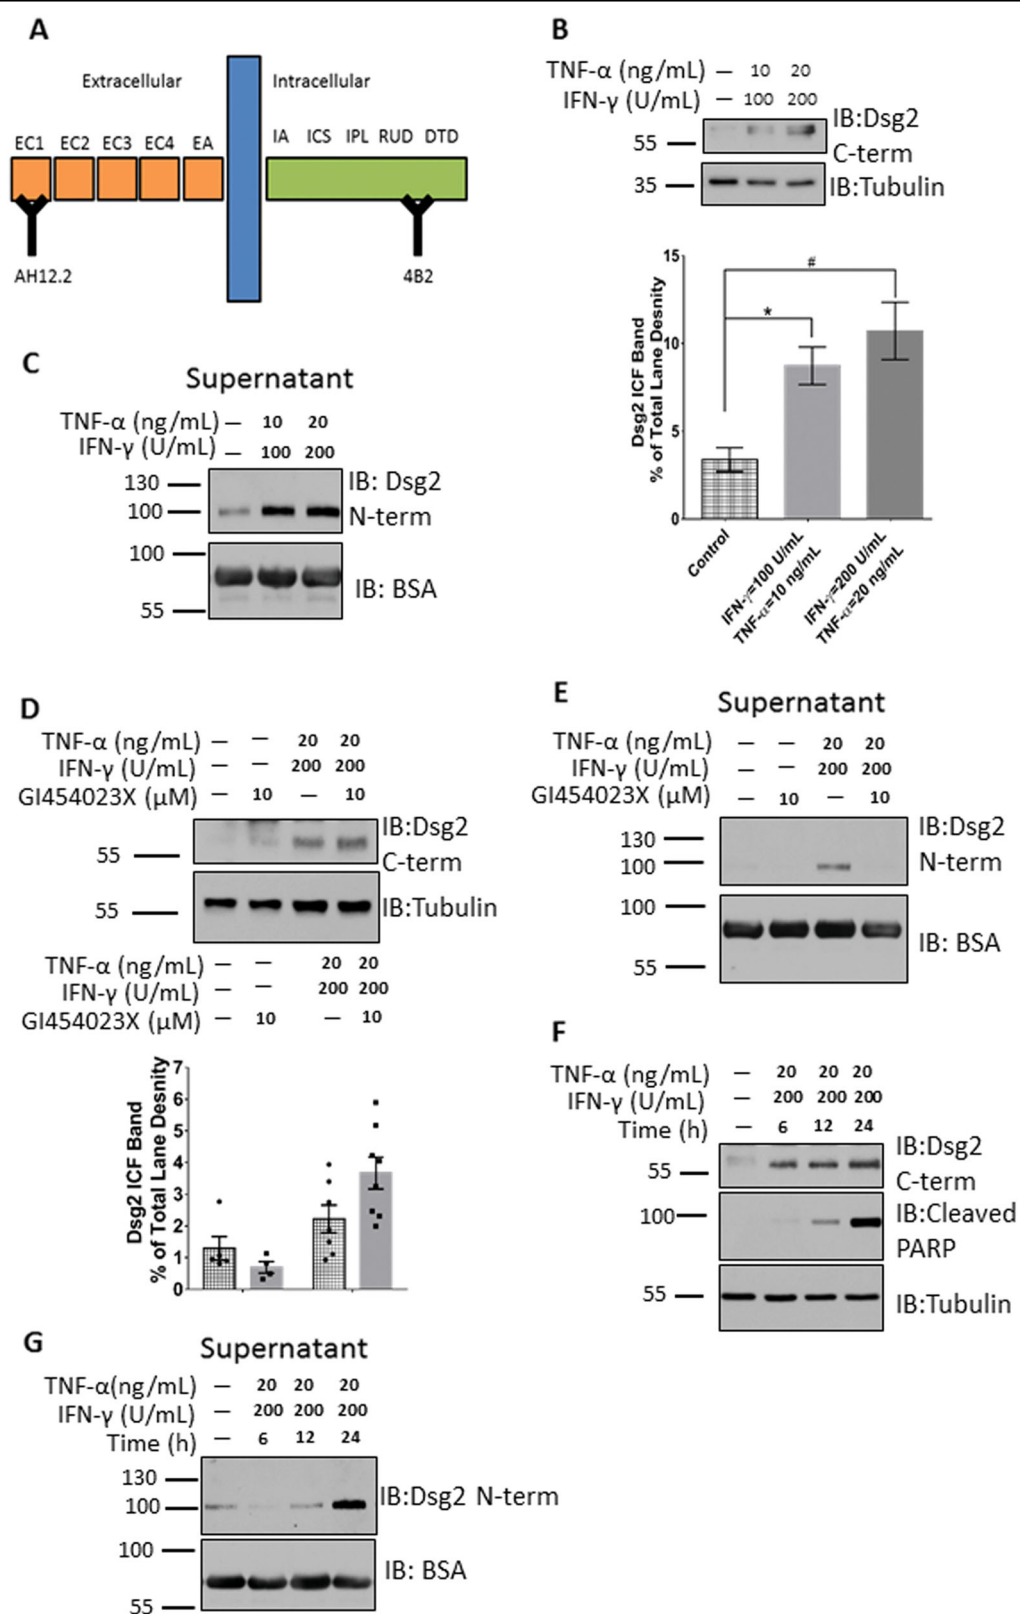 A
Extracellular Intracellular
EC1 EC2 EC3 EC4 EA IA ICS IPL RUD DTD
AH12.2 4B2
B
TNF-α (ng/mL) — 10 20
IFN-γ (U/mL) — 100 200
55 IB:Dsg2 C-term
35 IB:Tubulin
Dsg2 ICF Band
% of Total Lane Desnity
15
10
5
0
* #
Control
IFN-γ=100 U/mL
TNF-α=10 ng/mL
IFN-γ=200 U/mL
TNF-α=20 ng/mL
C
Supernatant
TNF-α (ng/mL) — 10 20
IFN-γ (U/mL) — 100 200
130
100
IB: Dsg2
N-term
100
55
IB: BSA
D
TNF-α (ng/mL) — — 20 20
IFN-γ (U/mL) — — 200 200
GI454023X (μM) — 10 — 10
55
IB:Dsg2
C-term
55 IB:Tubulin
TNF-α (ng/mL) — — 20 20
IFN-γ (U/mL) — — 200 200
GI454023X (μM) — 10 — 10
Dsg2 ICF Band
% of Total Lane Desnity
7
6
5
4
3
2
1
0
E
Supernatant
TNF-α (ng/mL) — — 20 20
IFN-γ (U/mL) — — 200 200
GI454023X (μM) — 10 — 10
130
100
IB:Dsg2
N-term
100
55
IB: BSA
F
TNF-α (ng/mL) — 20 20 20
IFN-γ (U/mL) — 200 200 200
Time (h) — 6 12 24
55
IB:Dsg2
C-term
100
IB:Cleaved
PARP
55 IB:Tubulin
G
Supernatant
TNF-α(ng/mL) — 20 20 20
IFN-γ (U/mL) — 200 200 200
Time (h) — 6 12 24
130
100
IB:Dsg2 N-term
100
55
IB: BSA